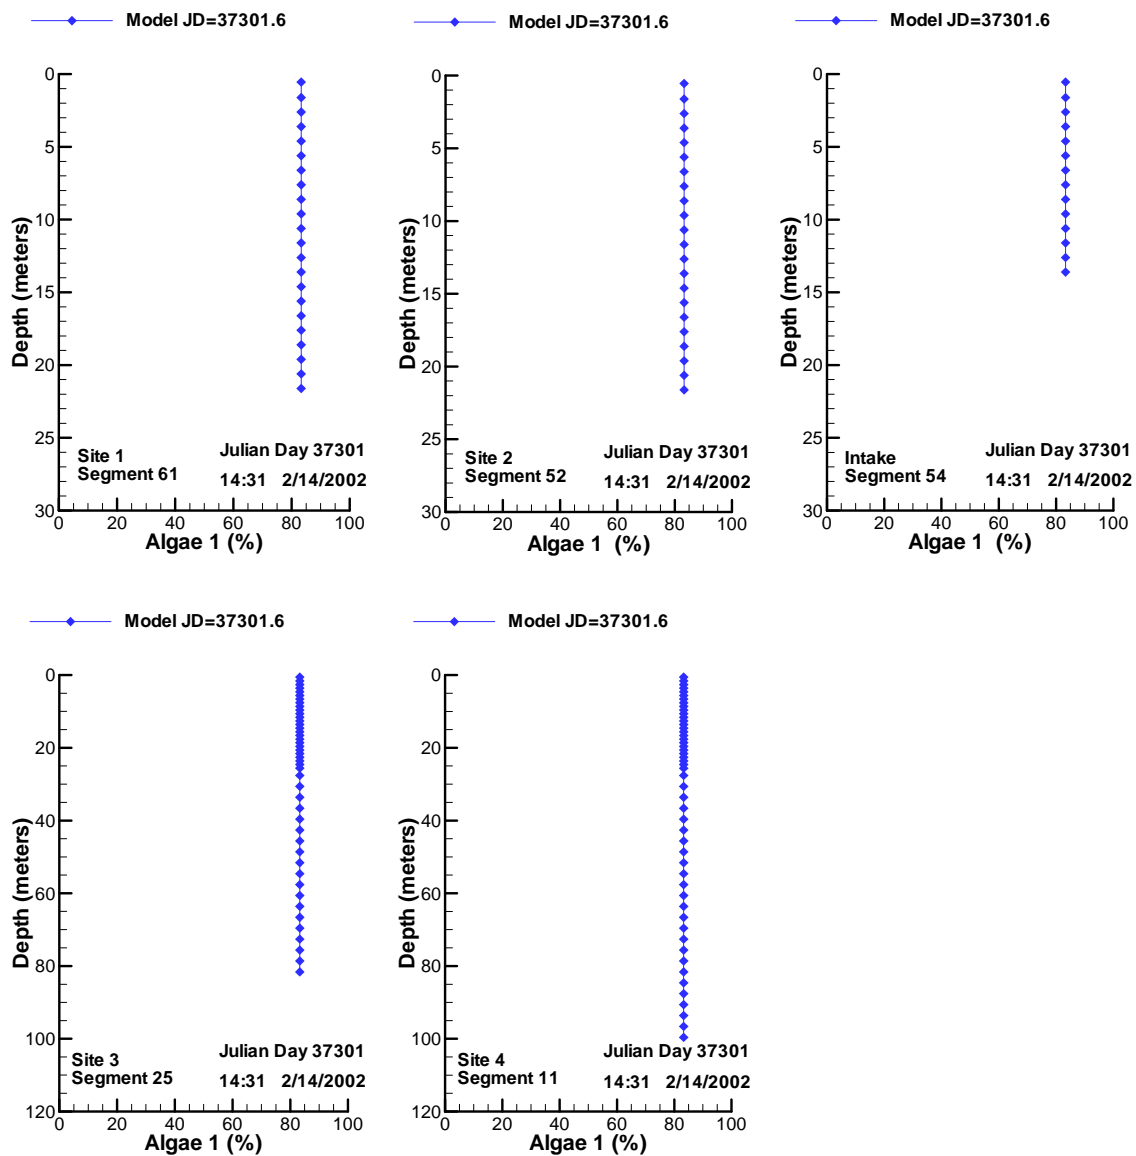 Model JD=37301.6
0
5
10
15
20
25
30
Depth (meters)
Site 1
Segment 61
Julian Day 37301
14:31 2/14/2002
0 20 40 60 80 100
Algae 1 (%)
Model JD=37301.6
0
5
10
15
20
25
30
Depth (meters)
Site 2
Segment 52
Julian Day 37301
14:31 2/14/2002
0 20 40 60 80 100
Algae 1 (%)
Model JD=37301.6
0
5
10
15
20
25
30
Depth (meters)
Intake
Segment 54
Julian Day 37301
14:31 2/14/2002
0 20 40 60 80 100
Algae 1 (%)
Model JD=37301.6
0
20
40
60
80
100
120
Depth (meters)
Site 3
Segment 25
Julian Day 37301
14:31 2/14/2002
0 20 40 60 80 100
Algae 1 (%)
Model JD=37301.6
0
20
40
60
80
100
120
Depth (meters)
Site 4
Segment 11
Julian Day 37301
14:31 2/14/2002
0 20 40 60 80 100
Algae 1 (%)